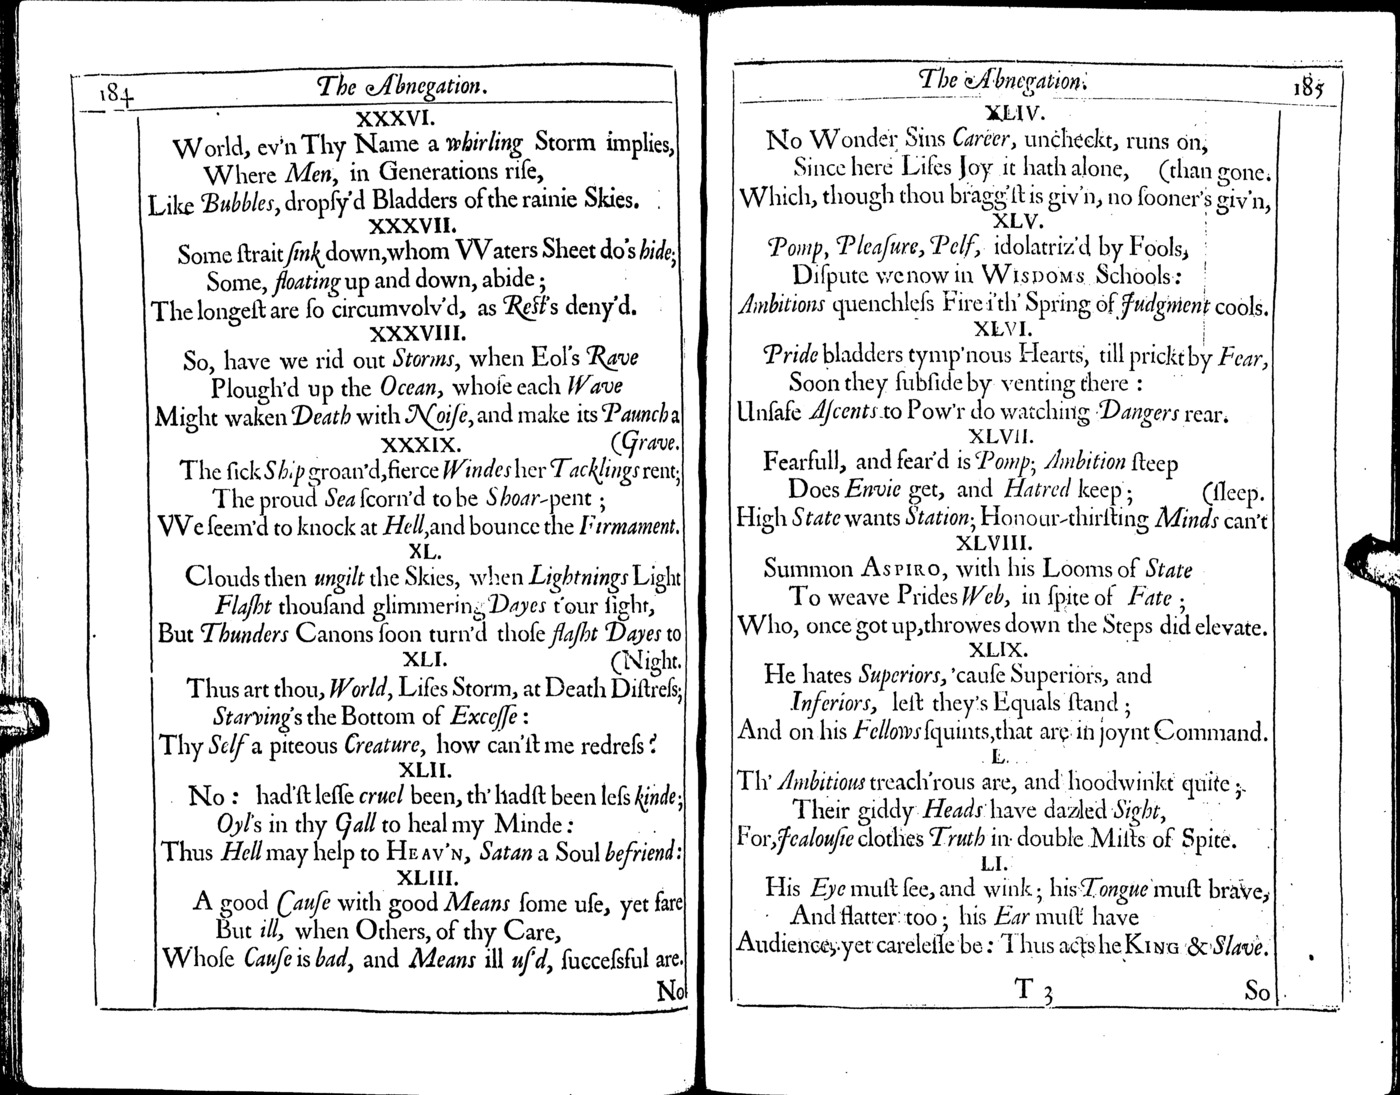 184
The Abnegation.
XXXVI.
World, ev'n Thy Name a whirling Storm implies,
Where Men, in Generations riſe,
Like Bubbles, dropſy'd Bladders of the rainie Skies.
XXXVII.
Some ſtrait ſink down, whom VVaters Sheet do's hide;
Some, floating up and down, abide;
The longeſt are ſo circumvolv'd, as Reſt's deny'd.
XXXVIII.
So, have we rid out Storms, when Eol's Rave
Plough'd up the Ocean, whoſe each Wave
Might waken Death with Noiſe, and make its Paunch a
(Grave.
XXXIX.
The ſick Ship groan'd, fierce Windes her Tacklings rent;
The proud Sea ſcorn'd to be Shoar-pent;
VVe ſeem'd to knock at Hell, and bounce the Firmament.
XL.
Clouds then ungilt the Skies, when Lightnings Light
Flaſht thouſand glimmering Dayes t'our ſight,
But Thunders Canons ſoon turn'd thoſe flaſht Dayes to
(Night.
XLI.
Thus art thou, World, Lifes Storm, at Death Diſtreſs;
Starving's the Bottom of Exceſſe:
Thy Self a piteous Creature, how can'ſt me redreſs?
XLII.
No: had'ſt leſſe cruel been, th' hadſt been leſs kinde;
Oyl's in thy Gall to heal my Minde:
Thus Hell may help to HEAV'N, Satan a Soul befriend:
XLIII.
A good Cauſe with good Means ſome uſe, yet fare
But ill, when Others, of thy Care,
Whoſe Cauſe is bad, and Means ill uſ'd, ſucceſsful are.
No
The Abnegation.
185
XLIV.
No Wonder Sins Career, uncheckt, runs on,
Since here Lifes Joy it hath alone,
(than gone.
Which, though thou bragg'ſt is giv'n, no ſooner's giv'n,
XLV.
Pomp, Pleaſure, Pelf, idolatriz'd by Fools,
Diſpute we now in WISDOMS Schools:
Ambitions quenchleſs Fire i'th' Spring of Judgment cools.
XLVI.
Pride bladders tymp'nous Hearts, till prickt by Fear,
Soon they ſubſide by venting there:
Unſafe Aſcents to Pow'r do watching Dangers rear.
XLVII.
Fearfull, and fear'd is Pomp; Ambition ſteep
Does Envie get, and Hatred keep;
(ſleep.
High State wants Station; Honour-thirſting Minds can't
XLVIII.
Summon ASPIRO, with his Looms of State
To weave Prides Web, in ſpite of Fate;
Who, once got up, throwes down the Steps did elevate.
XLIX.
He hates Superiors, 'cauſe Superiors, and
Inferiors, leſt they's Equals ſtand;
And on his Fellows ſquints, that are in joynt Command.
L.
Th' Ambitious treach'rous are, and hoodwinkt quite;
Their giddy Heads have dazled Sight,
For, Jealouſie clothes Truth in double Miſts of Spite.
LI.
His Eye muſt ſee, and wink; his Tongue muſt brave,
And flatter too; his Ear muſt have
Audience, yet careleſſe be: Thus acts he KING & Slave.
T 3
So